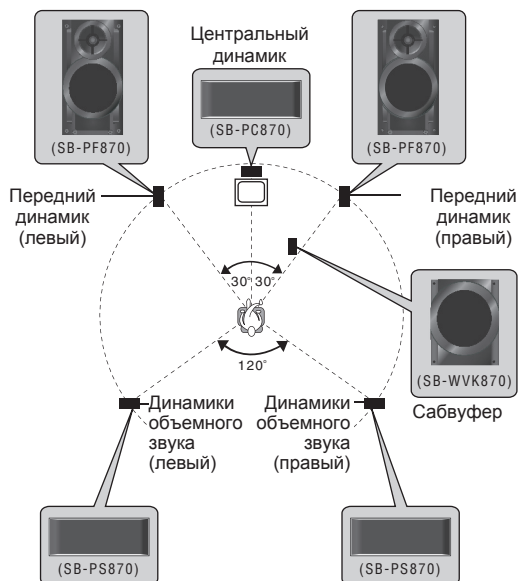 Центральный
динамик
(SB-PF870)
(SB-PC870)
(SB-PF870)
Передний
динамик
(левый)
Передний
динамик
(правый)
30° 30°
120°
(SB-WVK870)
Сабвуфер
Динамики
объемного
звука
(левый)
Динамики
объемного
звука
(правый)
(SB-PS870)
(SB-PS870)